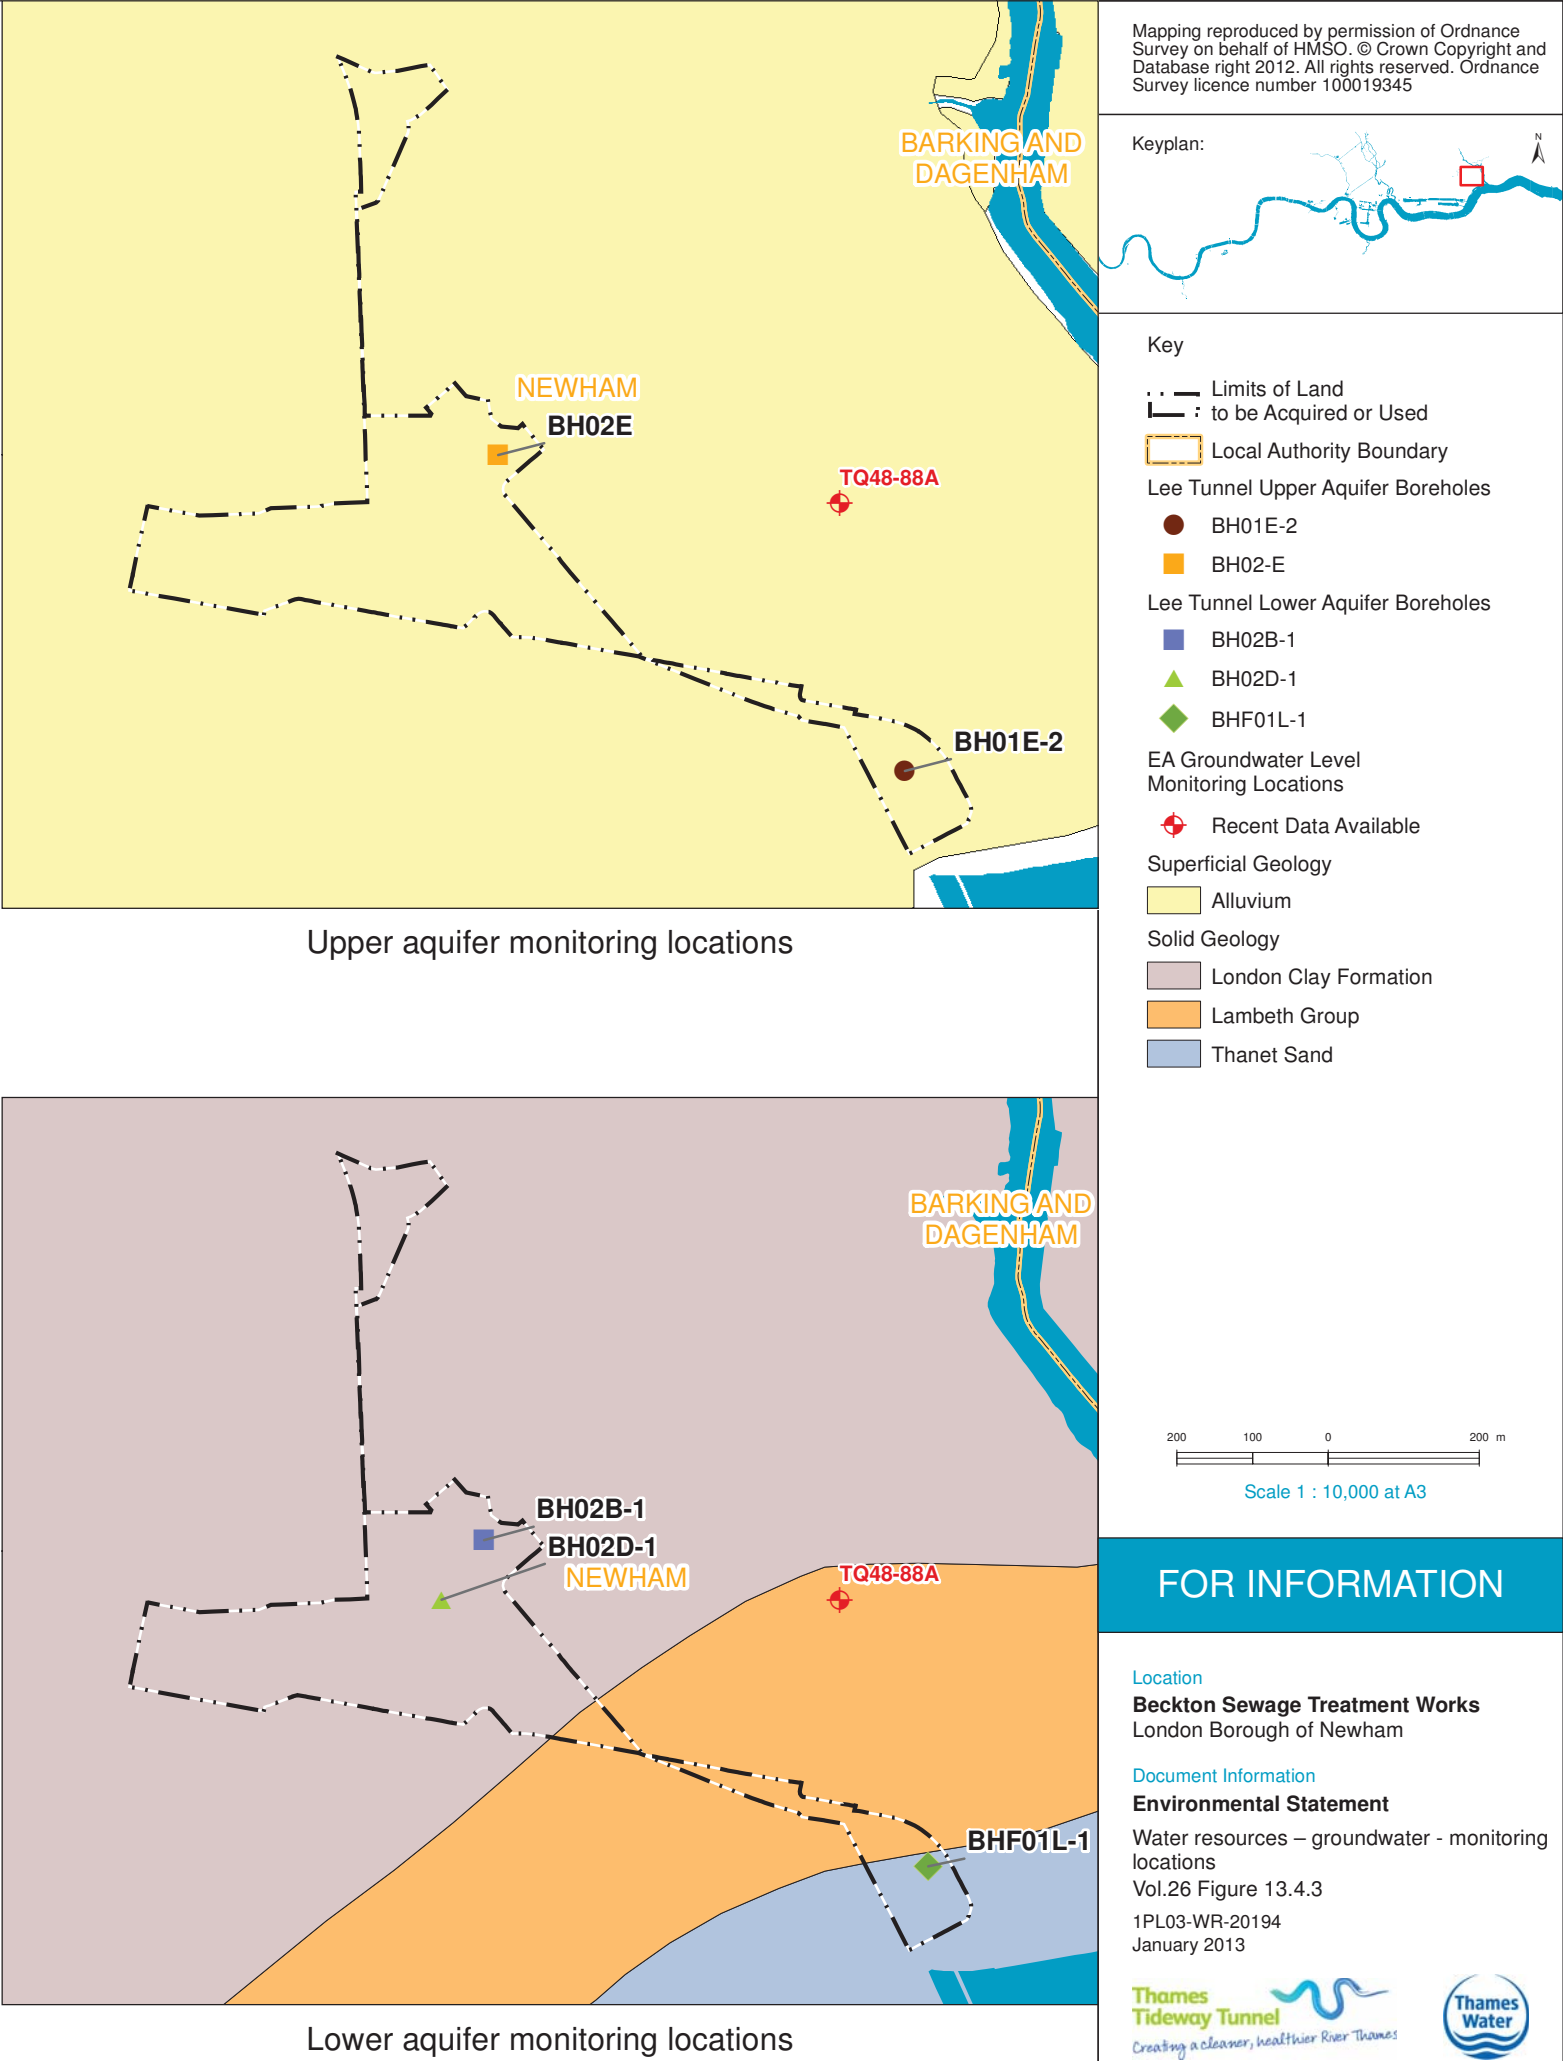 BARKING AND
DAGENHAM
NEWHAM
BH02E
TQ48-88A
BH01E-2
Upper aquifer monitoring locations
BARKING AND
DAGENHAM
BH02B-1
BH02D-1
NEWHAM
TQ48-88A
BHF01L-1
Lower aquifer monitoring locations
Mapping reproduced by permission of Ordnance
Survey on behalf of HMSO. © Crown Copyright and
Database right 2012. All rights reserved. Ordnance
Survey licence number 100019345
Keyplan:
N
Key
Limits of Land
to be Acquired or Used
Local Authority Boundary
Lee Tunnel Upper Aquifer Boreholes
BH01E-2
BH02-E
Lee Tunnel Lower Aquifer Boreholes
BH02B-1
BH02D-1
BHF01L-1
EA Groundwater Level
Monitoring Locations
Recent Data Available
Superficial Geology
Alluvium
Solid Geology
London Clay Formation
Lambeth Group
Thanet Sand
200 100 0 200 m
Scale 1 : 10,000 at A3
FOR INFORMATION
Location
Beckton Sewage Treatment Works
London Borough of Newham
Document Information
Environmental Statement
Water resources – groundwater - monitoring
locations
Vol.26 Figure 13.4.3
1PL03-WR-20194
January 2013
Thames
Tideway Tunnel
Creating a cleaner, healthier River Thames
Thames
Water